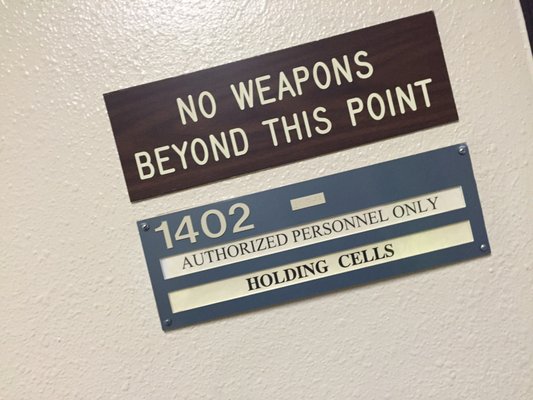 NO WEAPONS
BEYOND THIS POINT
1402
AUTHORIZED PERSONNEL ONLY
HOLDING CELLS